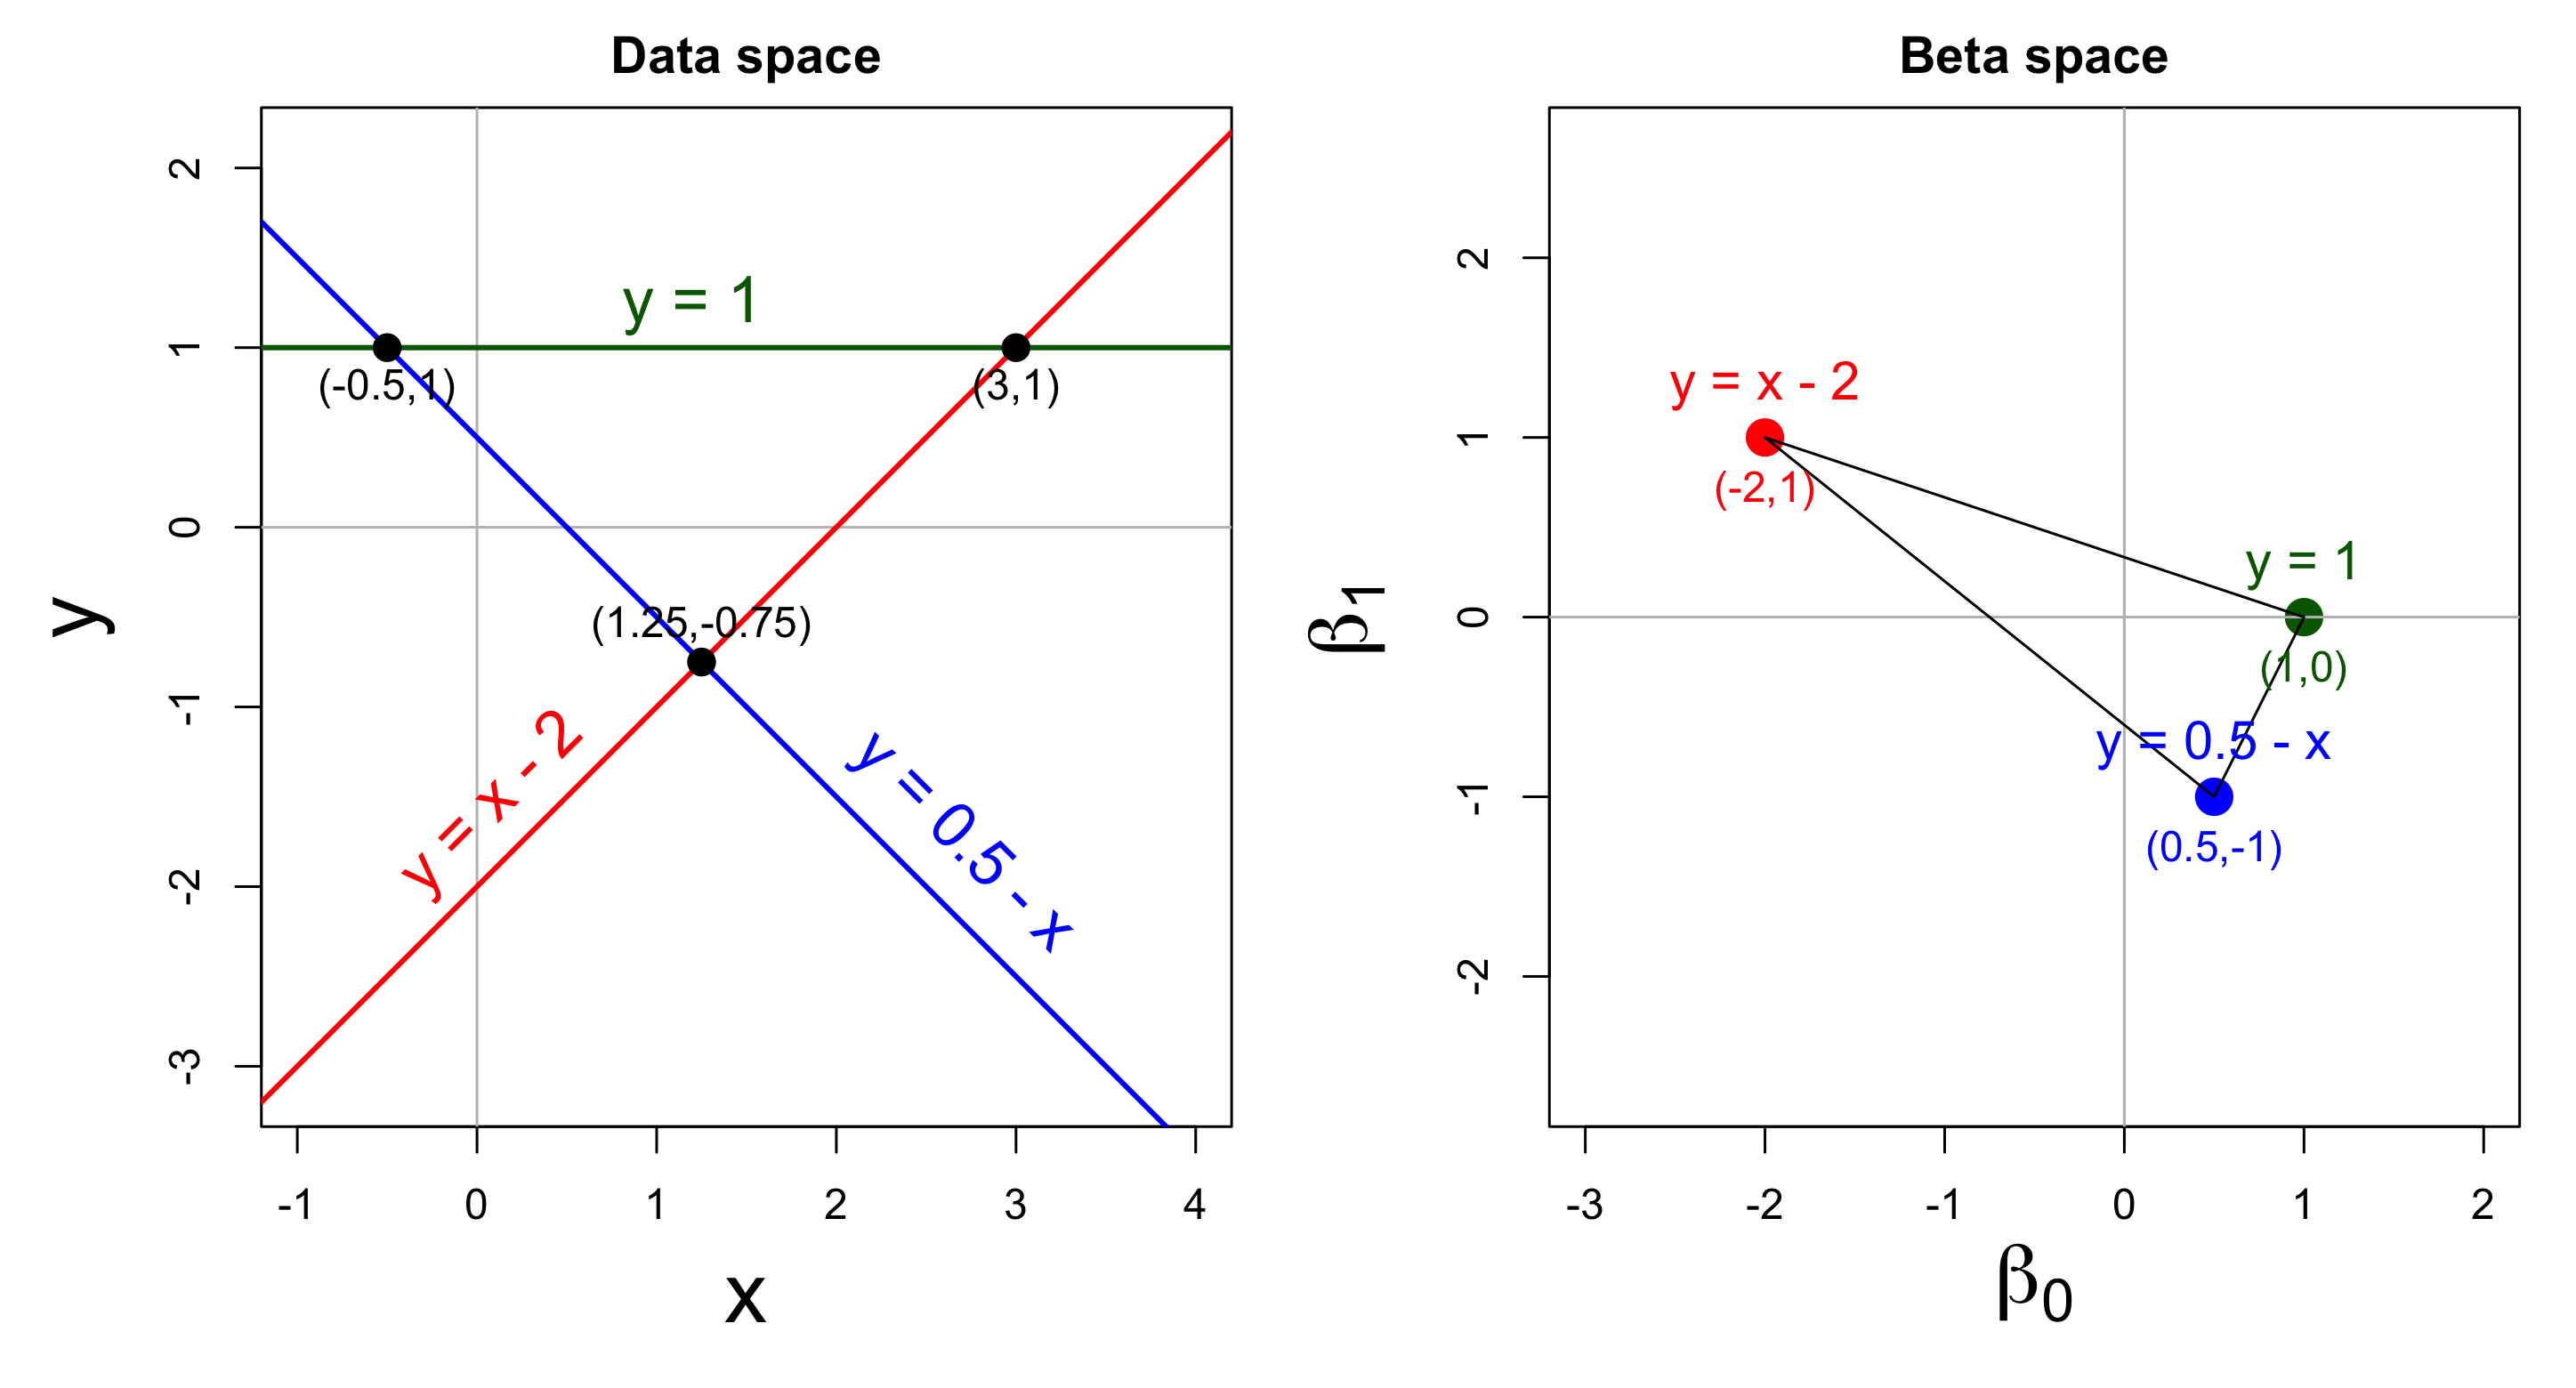 Data space
2
1
0
-1
-2
-3
y
y = 1
(-0.5,1)
(3,1)
(1.25,-0.75)
y = x - 2
y = 0.5 - x
-1
0
1
2
3
4
x
Beta space
2
1
0
-1
-2
β1
y = x - 2
(-2,1)
y = 1
(1,0)
y = 0.5 - x
(0.5,-1)
-3
-2
-1
0
1
2
β0